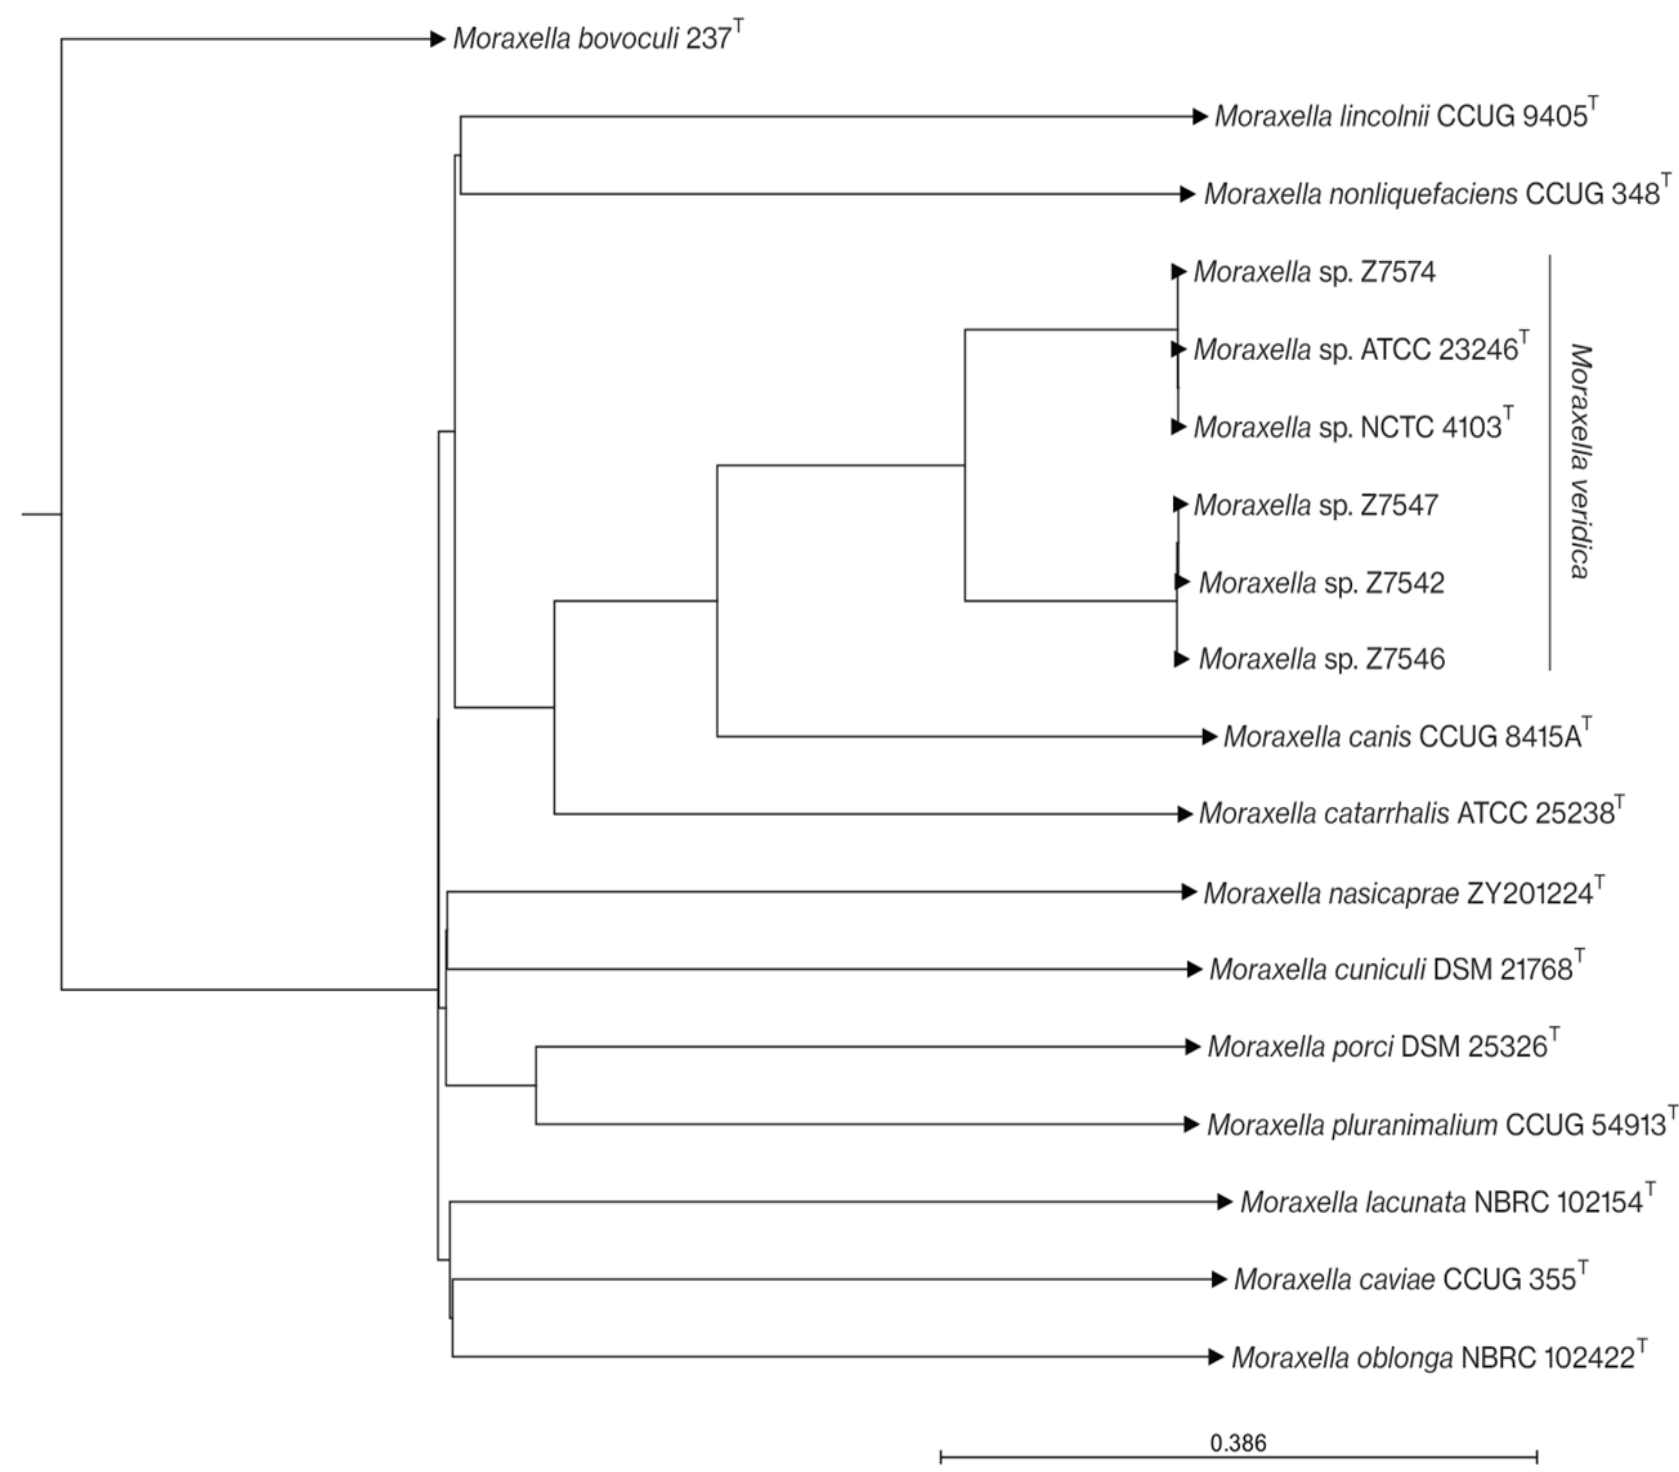 Moraxella bovoculi 237T
Moraxella lincolnii CCUG 9405T
Moraxella nonliquefaciens CCUG 348T
Moraxella sp. Z7574
Moraxella sp. ATCC 23246T
Moraxella sp. NCTC 4103T
Moraxella sp. Z7547
Moraxella sp. Z7542
Moraxella sp. Z7546
Moraxella veridica
Moraxella canis CCUG 8415AT
Moraxella catarrhalis ATCC 25238T
Moraxella nasicaprae ZY201224T
Moraxella cuniculi DSM 21768T
Moraxella porci DSM 25326T
Moraxella pluranimalium CCUG 54913T
Moraxella lacunata NBRC 102154T
Moraxella caviae CCUG 355T
Moraxella oblonga NBRC 102422T
0.386